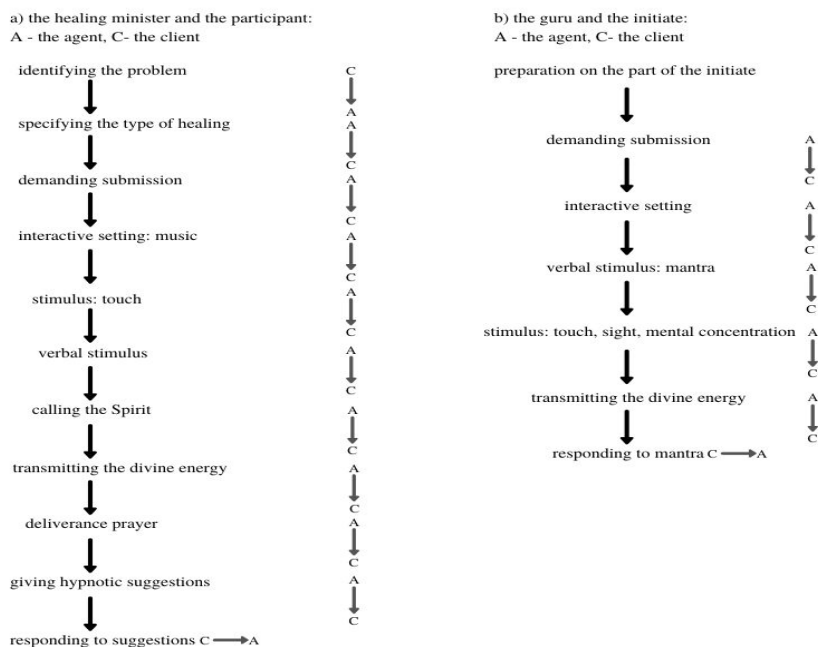 a) the healing minister and the participant:
A - the agent, C- the client
identifying the problem
C
A
specifying the type of healing
A
C
demanding submission
A
C
interactive setting: music
A
C
stimulus: touch
A
C
verbal stimulus
A
C
calling the Spirit
A
C
transmitting the divine energy
A
C
deliverance prayer
A
C
giving hypnotic suggestions
A
C
responding to suggestions C A
b) the guru and the initiate:
A - the agent, C- the client
preparation on the part of the initiate
demanding submission
A
C
interactive setting
A
C
verbal stimulus: mantra
A
C
stimulus: touch, sight, mental concentration
A
C
transmitting the divine energy
A
C
responding to mantra C A